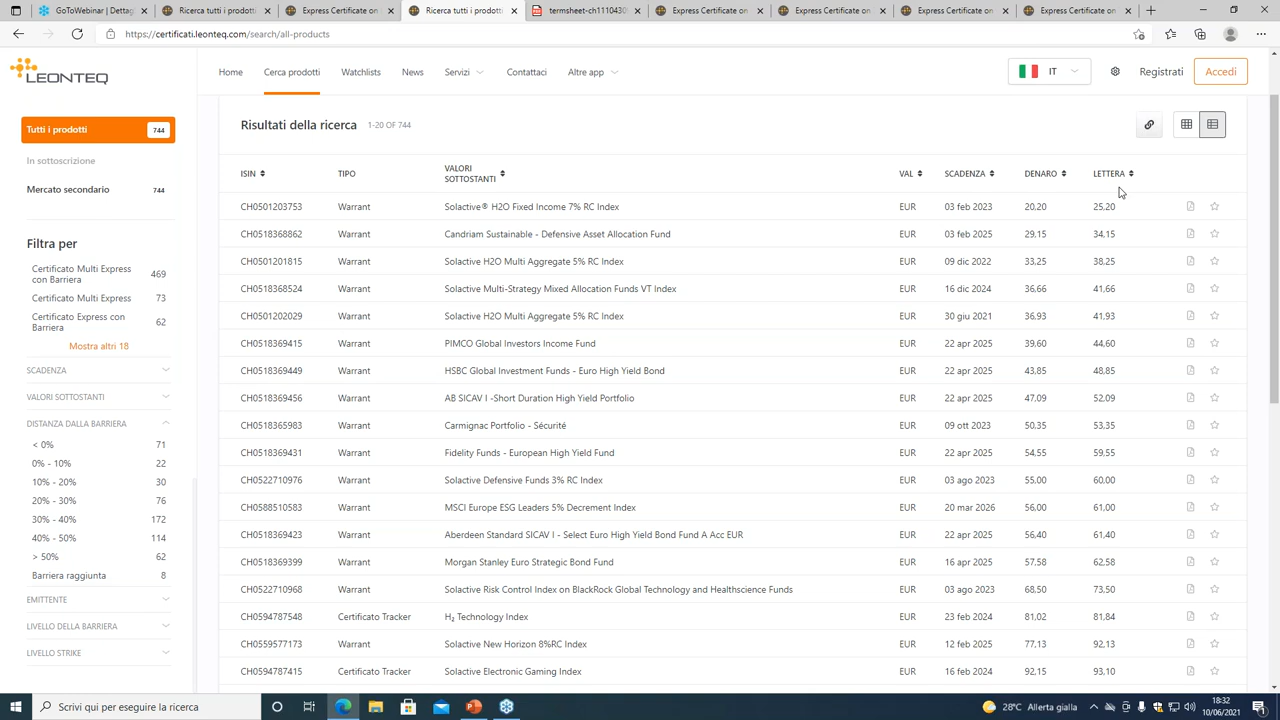 GoToWebinar | Dettag
Ricerca tutti i prodotti
Express Certificate on
Ricerca tutti i prodotti
termsheet-ch1110430
Express Certificate on
Express Certificate on
Express Certificate on
Express Certificate on
https://certificati.leonteq.com/search/all-products
LEONTEQ
Home
Cerca prodotti
Watchlists
News
Servizi
Contattaci
Altre app
IT
Registrati
Accedi
Tutti i prodotti 744
In sottoscrizione
Mercato secondario 744
Filtra per
Certificato Multi Express con Barriera 469
Certificato Multi Express 73
Certificato Express con Barriera 62
Mostra altri 18
SCADENZA
VALORI SOTTOSTANTI
DISTANZA DALLA BARRIERA
< 0% 71
0% - 10% 22
10% - 20% 30
20% - 30% 76
30% - 40% 172
40% - 50% 114
> 50% 62
Barriera raggiunta 8
EMITTENTE
LIVELLO DELLA BARRIERA
LIVELLO STRIKE
Risultati della ricerca 1-20 OF 744
ISIN TIPO VALORI SOTTOSTANTI VAL SCADENZA DENARO LETTERA
CH0501203753 Warrant Solactive® H2O Fixed Income 7% RC Index EUR 03 feb 2023 20,20 25,20
CH0518368862 Warrant Candriam Sustainable - Defensive Asset Allocation Fund EUR 03 feb 2025 29,15 34,15
CH0501201815 Warrant Solactive H2O Multi Aggregate 5% RC Index EUR 09 dic 2022 33,25 38,25
CH0518368524 Warrant Solactive Multi-Strategy Mixed Allocation Funds VT Index EUR 16 dic 2024 36,66 41,66
CH0501202029 Warrant Solactive H2O Multi Aggregate 5% RC Index EUR 30 giu 2021 36,93 41,93
CH0518369415 Warrant PIMCO Global Investors Income Fund EUR 22 apr 2025 39,60 44,60
CH0518369449 Warrant HSBC Global Investment Funds - Euro High Yield Bond EUR 22 apr 2025 43,85 48,85
CH0518369456 Warrant AB SICAV I -Short Duration High Yield Portfolio EUR 22 apr 2025 47,09 52,09
CH0518365983 Warrant Carmignac Portfolio - Sécurité EUR 09 ott 2023 50,35 53,35
CH0518369431 Warrant Fidelity Funds - European High Yield Fund EUR 22 apr 2025 54,55 59,55
CH0522710976 Warrant Solactive Defensive Funds 3% RC Index EUR 03 ago 2023 55,00 60,00
CH0588510583 Warrant MSCI Europe ESG Leaders 5% Decrement Index EUR 20 mar 2026 56,00 61,00
CH0518369423 Warrant Aberdeen Standard SICAV I - Select Euro High Yield Bond Fund A Acc EUR EUR 22 apr 2025 56,40 61,40
CH0518369399 Warrant Morgan Stanley Euro Strategic Bond Fund EUR 16 apr 2025 57,58 62,58
CH0522710968 Warrant Solactive Risk Control Index on BlackRock Global Technology and Healthscience Funds EUR 03 ago 2023 68,50 73,50
CH0594787548 Certificato Tracker H₂ Technology Index EUR 23 feb 2024 81,02 81,84
CH0559577173 Warrant Solactive New Horizon 8%RC Index EUR 12 feb 2025 77,13 92,13
CH0594787415 Certificato Tracker Solactive Electronic Gaming Index EUR 16 feb 2024 92,15 93,10
Scrivi qui per eseguire la ricerca
28°C Allerta gialla
18:32
10/06/2021